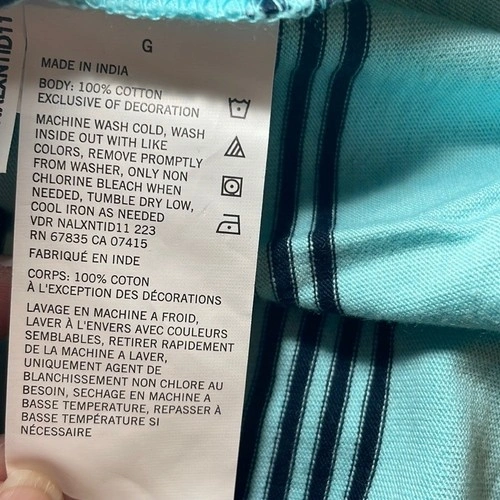 G
MADE IN INDIA
BODY: 100% COTTON
EXCLUSIVE OF DECORATION
MACHINE WASH COLD, WASH
INSIDE OUT WITH LIKE
COLORS, REMOVE PROMPTLY
FROM WASHER, ONLY NON
CHLORINE BLEACH WHEN
NEEDED, TUMBLE DRY LOW,
COOL IRON AS NEEDED
VDR NALXNTID11 223
RN 67835 CA 07415
FABRIQUÉ EN INDE
CORPS: 100% COTON
À L'EXCEPTION DES DÉCORATIONS
LAVAGE EN MACHINE A FROID,
LAVER À L'ENVERS AVEC COULEURS
SEMBLABLES, RETIRER RAPIDEMENT
DE LA MACHINE A LAVER,
UNIQUEMENT AGENT DE
BLANCHISSEMENT NON CHLORE AU
BESOIN, SECHAGE EN MACHINE A
BASSE TEMPERATURE, REPASSER À
BASSE TEMPÉRATURE SI
NÉCESSAIRE